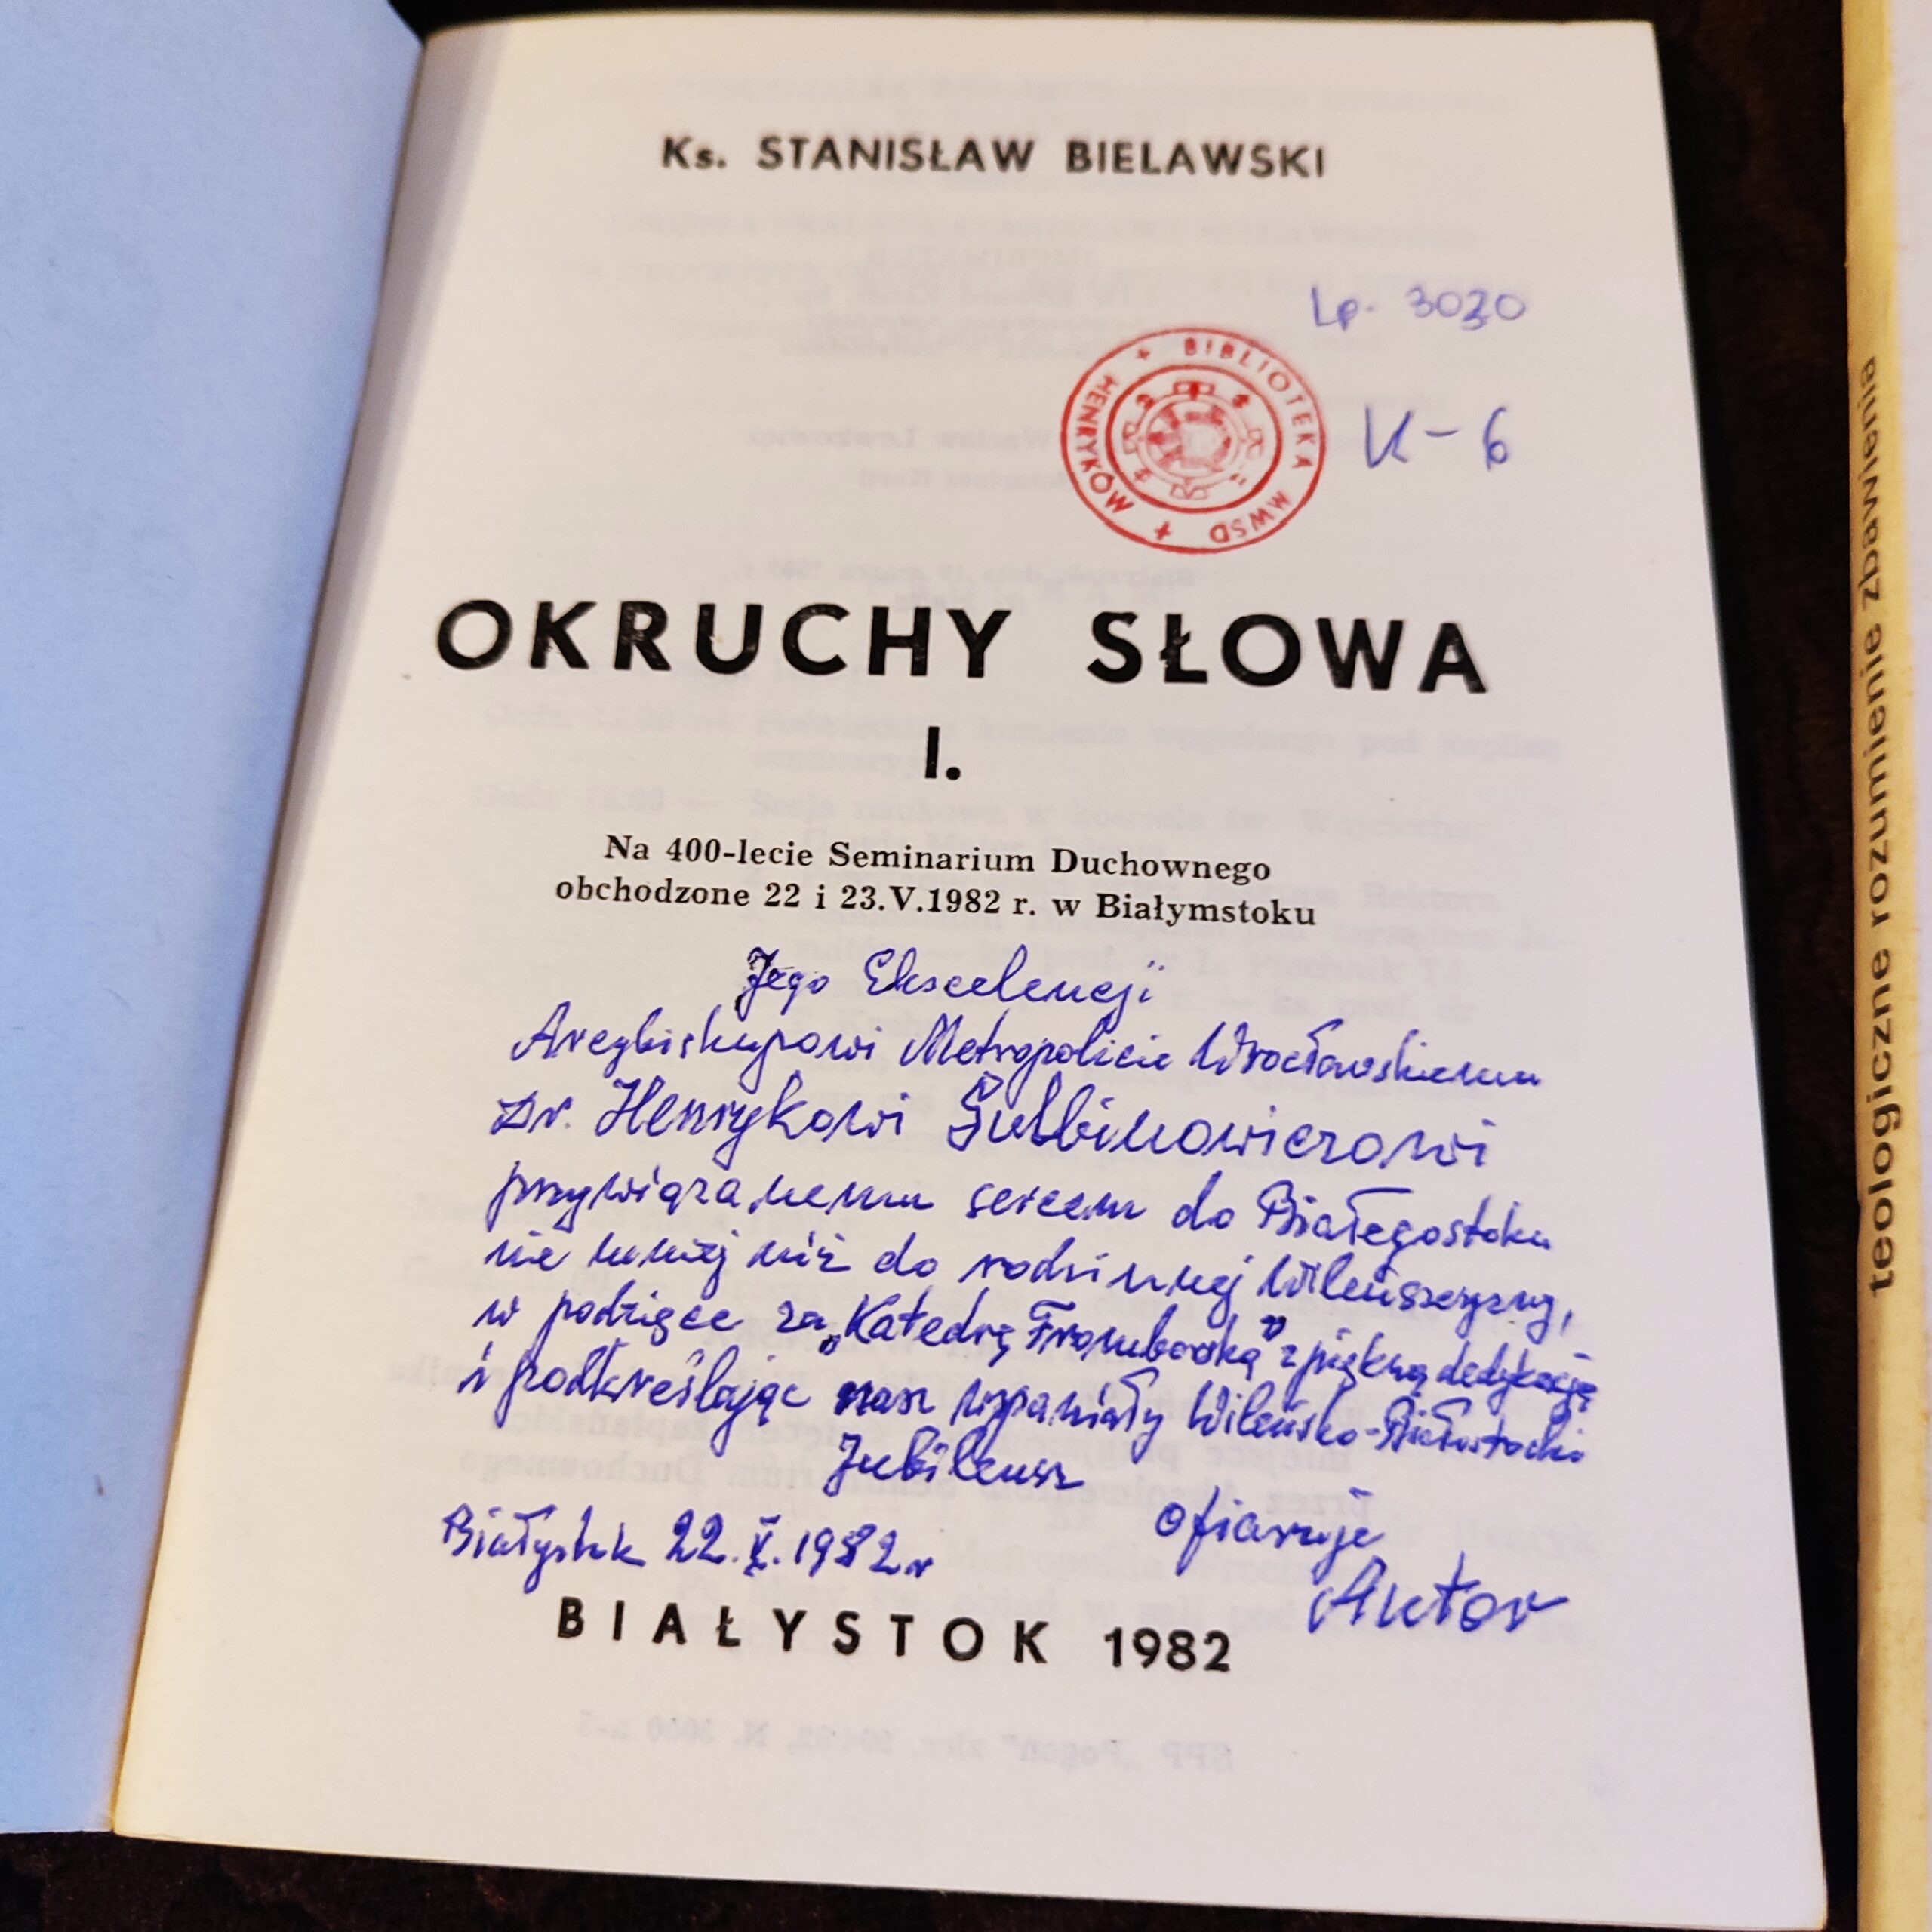 Ks. STANISŁAW BIELAWSKI
Lp. 3030
BIBLIOTEKA MWSD HENRYKÓW
K-6
OKRUCHY SŁOWA
I.
Na 400-lecie Seminarium Duchownego
obchodzone 22 i 23.V.1982 r. w Białymstoku
Jego Ekscelencji
Arcybiskupowi Metropolicie Wrocławskiemu
Dr. Henrykowi Gulbinowiczowi
przywiązanemu sercem do Białegostoku
nie mniej niż do rodzinnej Wileńszczyzny,
w podzięce za „Katedrę Fromborską" z piękną dedykacją
i podkreślając nasz wspaniały Wileńsko-Białostocki
Jubileusz
ofiaruje
Białystok 22.V.1982 r
Autor
BIAŁYSTOK 1982
teologiczne rozumienie zbawienia